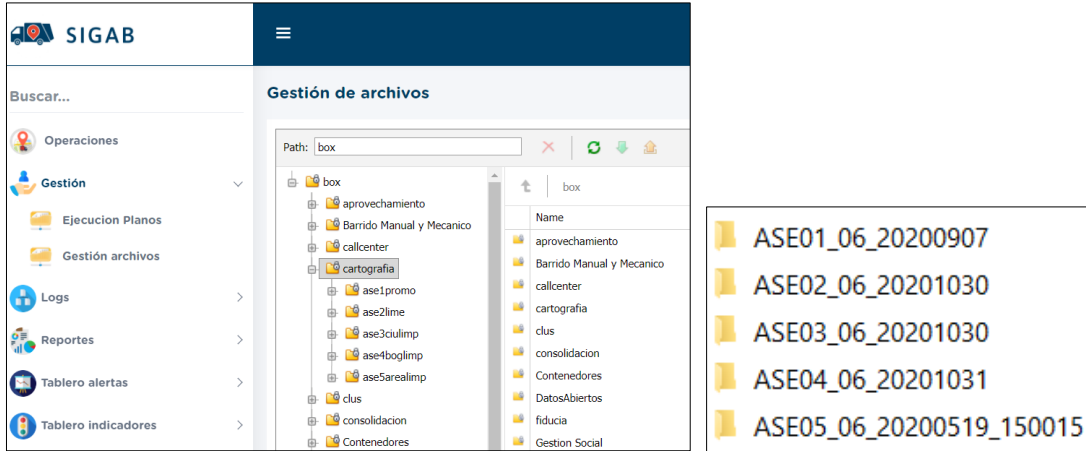 SIGAB
Buscar...
Operaciones
Gestión
Ejecucion Planos
Gestión archivos
Logs
Reportes
Tablero alertas
Tablero indicadores
Gestión de archivos
Path: box
box
aprovechamiento
Barrido Manual y Mecanico
callcenter
cartografia
ase1promo
ase2lime
ase3ciulimp
ase4boglimp
ase5arealimp
clus
consolidacion
Contenedores
box
Name
aprovechamiento
Barrido Manual y Mecanico
callcenter
cartografia
clus
consolidacion
Contenedores
DatosAbiertos
fiducia
Gestion Social
ASE01_06_20200907
ASE02_06_20201030
ASE03_06_20201030
ASE04_06_20201031
ASE05_06_20200519_150015